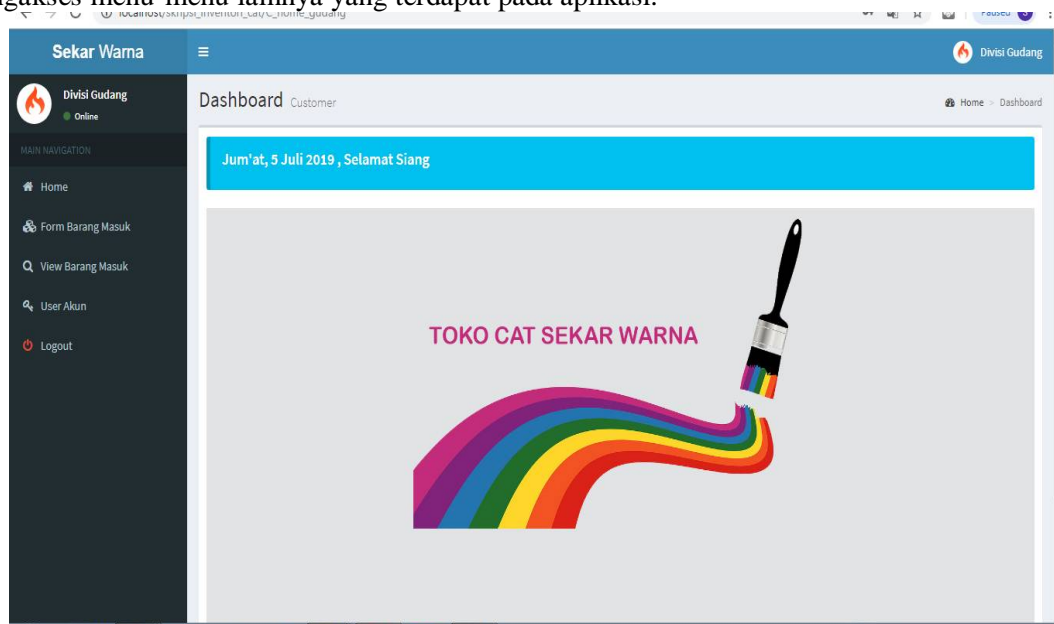 mengakses menu-menu lainnya yang terdapat pada aplikasi.
localhost/skripsi_inventori_cat/C_home_gudang
Paused
Sekar Warna
Divisi Gudang
Divisi Gudang
Online
Dashboard Customer
Home > Dashboard
MAIN NAVIGATION
Jum'at, 5 Juli 2019 , Selamat Siang
Home
Form Barang Masuk
View Barang Masuk
User Akun
Logout
TOKO CAT SEKAR WARNA